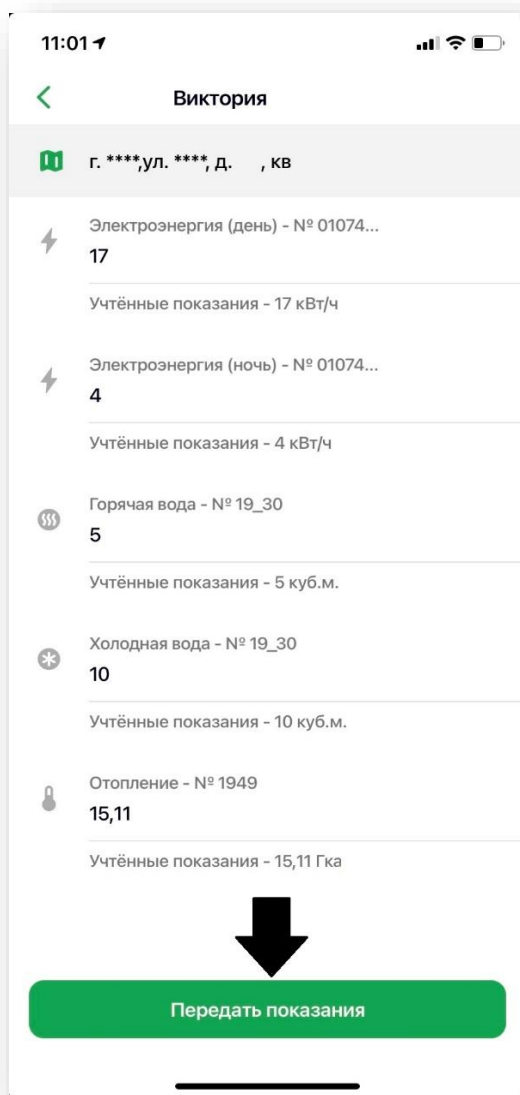 11:01
Виктория
г. ****,ул. ****, д. , кв
Электроэнергия (день) - № 01074...
17
Учтённые показания - 17 кВт/ч
Электроэнергия (ночь) - № 01074...
4
Учтённые показания - 4 кВт/ч
Горячая вода - № 19_30
5
Учтённые показания - 5 куб.м.
Холодная вода - № 19_30
10
Учтённые показания - 10 куб.м.
Отопление - № 1949
15,11
Учтённые показания - 15,11 Гка
Передать показания